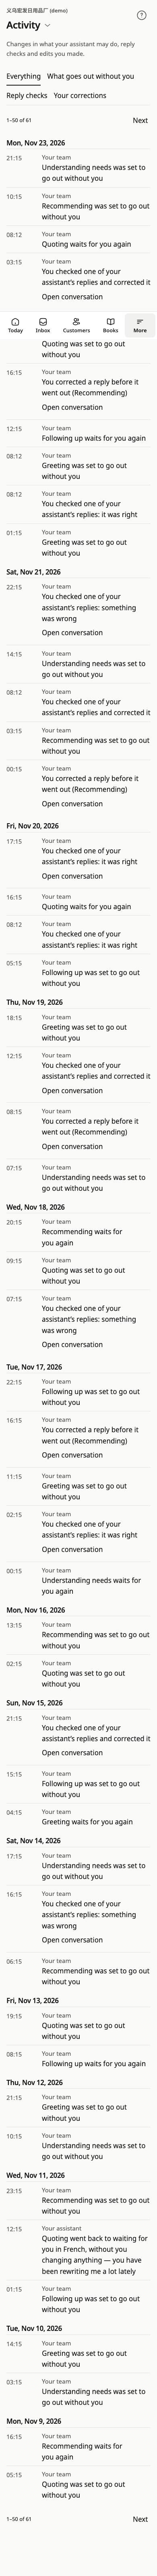 义乌宏发日用品厂 (demo)
Activity
?
Changes in what your assistant may do, reply
checks and edits you made.
Everything What goes out without you
Reply checks Your corrections
1–50 of 61 Next
Mon, Nov 23, 2026
21:15 Your team
Understanding needs was set to
go out without you
10:15 Your team
Recommending was set to go out
without you
08:12 Your team
Quoting waits for you again
03:15 Your team
You checked one of your
assistant's replies and corrected it
Open conversation
Today Inbox Customers Books More
Quoting was set to go out
without you
16:15 Your team
You corrected a reply before it
went out (Recommending)
Open conversation
12:15 Your team
Following up waits for you again
08:12 Your team
Greeting was set to go out
without you
08:12 Your team
You checked one of your
assistant's replies: it was right
01:15 Your team
Greeting was set to go out
without you
Sat, Nov 21, 2026
22:15 Your team
You checked one of your
assistant's replies: something
was wrong
Open conversation
14:15 Your team
Understanding needs was set to
go out without you
08:12 Your team
You checked one of your
assistant's replies and corrected it
03:15 Your team
Recommending was set to go out
without you
00:15 Your team
You corrected a reply before it
went out (Recommending)
Open conversation
Fri, Nov 20, 2026
17:15 Your team
You checked one of your
assistant's replies: it was right
Open conversation
16:15 Your team
Quoting waits for you again
08:12 Your team
You checked one of your
assistant's replies: it was right
05:15 Your team
Following up was set to go out
without you
Thu, Nov 19, 2026
18:15 Your team
Greeting was set to go out
without you
12:15 Your team
You checked one of your
assistant's replies and corrected it
Open conversation
08:15 Your team
You corrected a reply before it
went out (Recommending)
Open conversation
07:15 Your team
Understanding needs was set to
go out without you
Wed, Nov 18, 2026
20:15 Your team
Recommending waits for
you again
09:15 Your team
Quoting was set to go out
without you
07:15 Your team
You checked one of your
assistant's replies: something
was wrong
Open conversation
Tue, Nov 17, 2026
22:15 Your team
Following up was set to go out
without you
16:15 Your team
You corrected a reply before it
went out (Recommending)
Open conversation
11:15 Your team
Greeting was set to go out
without you
02:15 Your team
You checked one of your
assistant's replies: it was right
Open conversation
00:15 Your team
Understanding needs waits for
you again
Mon, Nov 16, 2026
13:15 Your team
Recommending was set to go out
without you
02:15 Your team
Quoting was set to go out
without you
Sun, Nov 15, 2026
21:15 Your team
You checked one of your
assistant's replies and corrected it
Open conversation
15:15 Your team
Following up was set to go out
without you
04:15 Your team
Greeting waits for you again
Sat, Nov 14, 2026
17:15 Your team
Understanding needs was set to
go out without you
16:15 Your team
You checked one of your
assistant's replies: something
was wrong
Open conversation
06:15 Your team
Recommending was set to go out
without you
Fri, Nov 13, 2026
19:15 Your team
Quoting was set to go out
without you
08:15 Your team
Following up waits for you again
Thu, Nov 12, 2026
21:15 Your team
Greeting was set to go out
without you
10:15 Your team
Understanding needs was set to
go out without you
Wed, Nov 11, 2026
23:15 Your team
Recommending was set to go out
without you
12:15 Your assistant
Quoting went back to waiting for
you in French, without you
changing anything — you have
been rewriting me a lot lately
01:15 Your team
Following up was set to go out
without you
Tue, Nov 10, 2026
14:15 Your team
Greeting was set to go out
without you
03:15 Your team
Understanding needs was set to
go out without you
Mon, Nov 9, 2026
16:15 Your team
Recommending waits for
you again
05:15 Your team
Quoting was set to go out
without you
1–50 of 61 Next